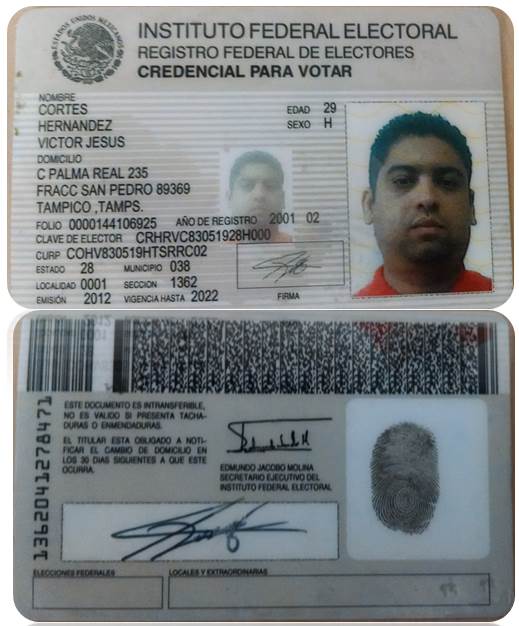 ESTADOS UNIDOS MEXICANOS
INSTITUTO FEDERAL ELECTORAL
REGISTRO FEDERAL DE ELECTORES
CREDENCIAL PARA VOTAR
NOMBRE
CORTES
HERNANDEZ
VICTOR JESUS
EDAD 29
SEXO H
DOMICILIO
C PALMA REAL 235
FRACC SAN PEDRO 89369
TAMPICO ,TAMPS.
FOLIO 0000144106925 AÑO DE REGISTRO 2001 02
CLAVE DE ELECTOR CRHRVC83051928H000
CURP COHV830519HTSRRC02
ESTADO 28 MUNICIPIO 038
LOCALIDAD 0001 SECCION 1362
EMISIÓN 2012 VIGENCIA HASTA 2022
FIRMA
ESTE DOCUMENTO ES INTRANSFERIBLE,
NO ES VALIDO SI PRESENTA TACHA-
DURAS O ENMENDADURAS.
EL TITULAR ESTA OBLIGADO A NOTI-
FICAR EL CAMBIO DE DOMICILIO EN
LOS 30 DIAS SIGUIENTES A QUE ESTE
OCURRA.
EDMUNDO JACOBO MOLINA
SECRETARIO EJECUTIVO DEL
INSTITUTO FEDERAL ELECTORAL
1362041278471
ELECCIONES FEDERALES
LOCALES Y EXTRAORDINARIAS